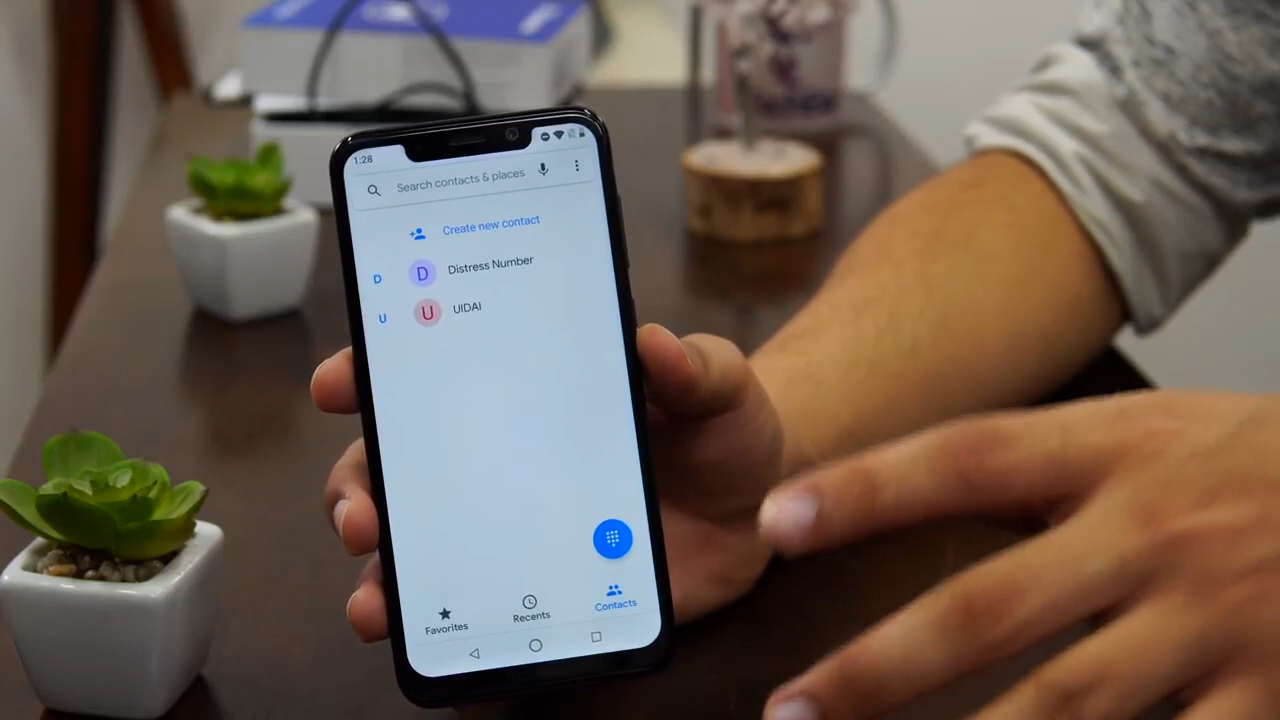 1:28
Search contacts & places
Create new contact
D
D
Distress Number
U
U
UIDAI
Favorites
Recents
Contacts